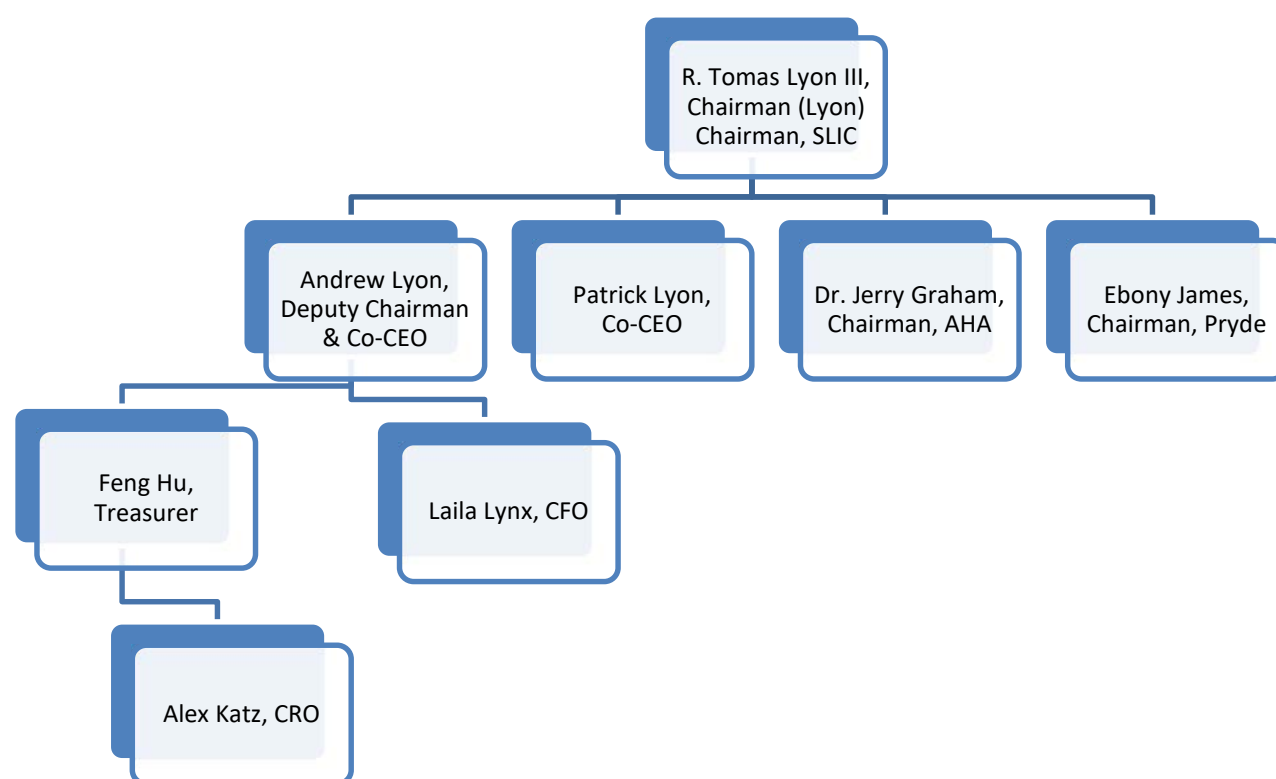 R. Tomas Lyon III,
Chairman (Lyon)
Chairman, SLIC
Andrew Lyon,
Deputy Chairman
& Co-CEO
Patrick Lyon,
Co-CEO
Dr. Jerry Graham,
Chairman, AHA
Ebony James,
Chairman, Pryde
Feng Hu,
Treasurer
Laila Lynx, CFO
Alex Katz, CRO